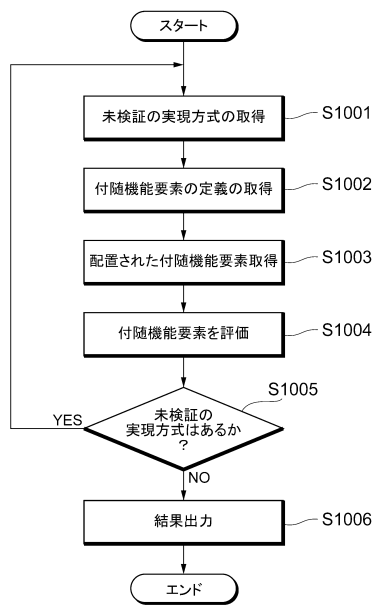 スタート
未検証の実現方式の取得
S1001
付随機能要素の定義の取得
S1002
配置された付随機能要素取得
S1003
付随機能要素を評価
S1004
S1005
未検証の
実現方式はあるか
?
YES
NO
結果出力
S1006
エンド